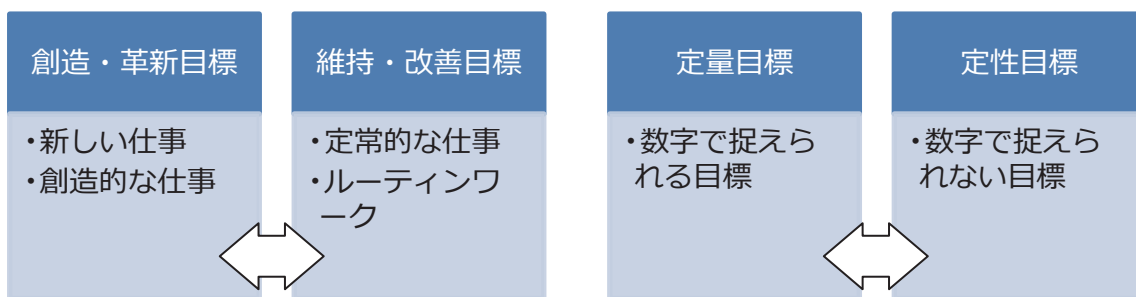 創造・革新目標
・新しい仕事
・創造的な仕事
維持・改善目標
・定常的な仕事
・ルーティンワ
ーク
定量目標
・数字で捉えら
れる目標
定性目標
・数字で捉えら
れない目標